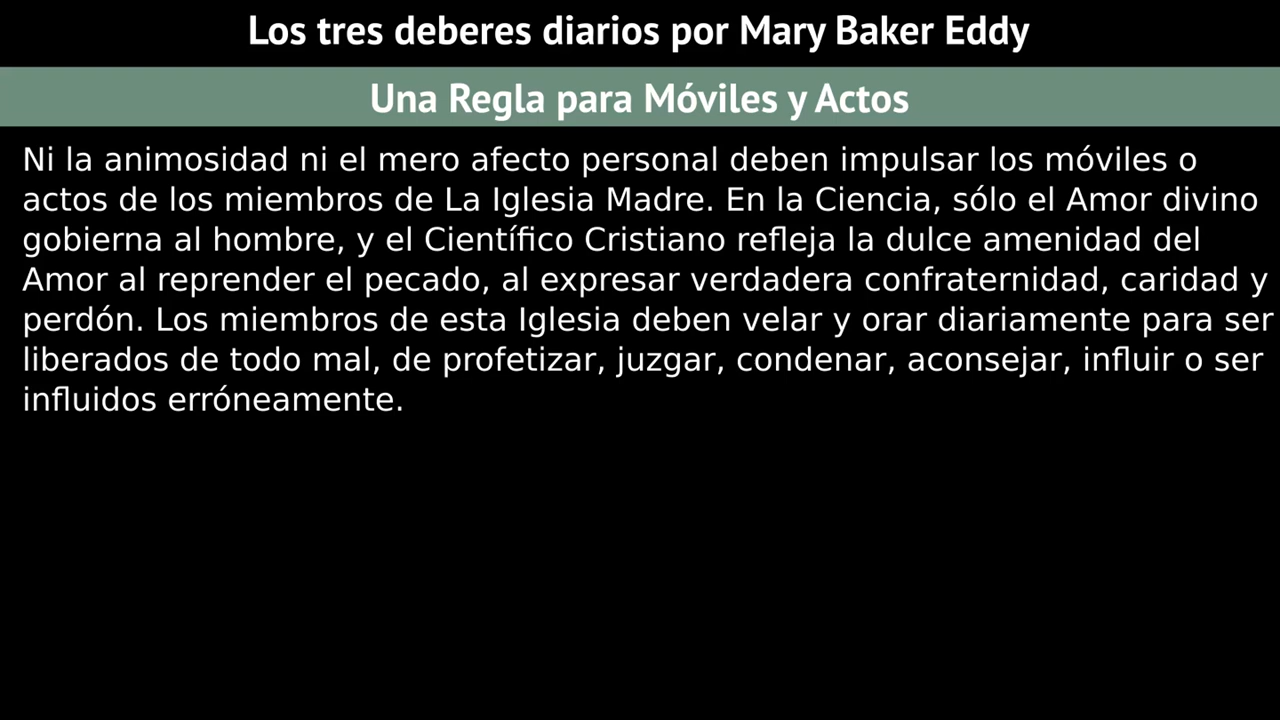 Los tres deberes diarios por Mary Baker Eddy
Una Regla para Móviles y Actos
Ni la animosidad ni el mero afecto personal deben impulsar los móviles o
actos de los miembros de La Iglesia Madre. En la Ciencia, sólo el Amor divino
gobierna al hombre, y el Científico Cristiano refleja la dulce amenidad del
Amor al reprender el pecado, al expresar verdadera confraternidad, caridad y
perdón. Los miembros de esta Iglesia deben velar y orar diariamente para ser
liberados de todo mal, de profetizar, juzgar, condenar, aconsejar, influir o ser
influidos erróneamente.